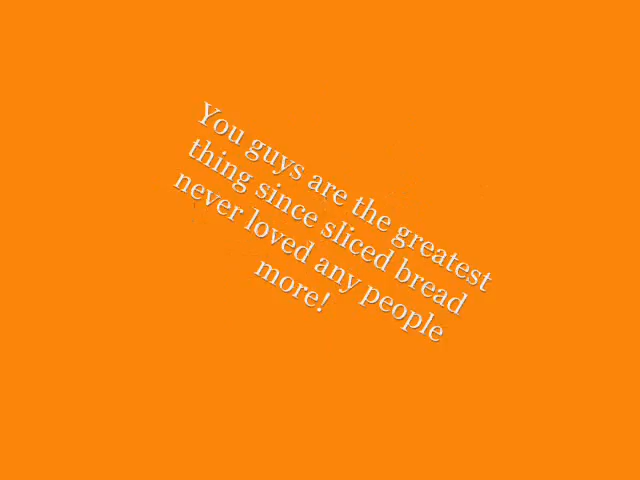 You guys are the greatest
thing since sliced bread
never loved any people
more!